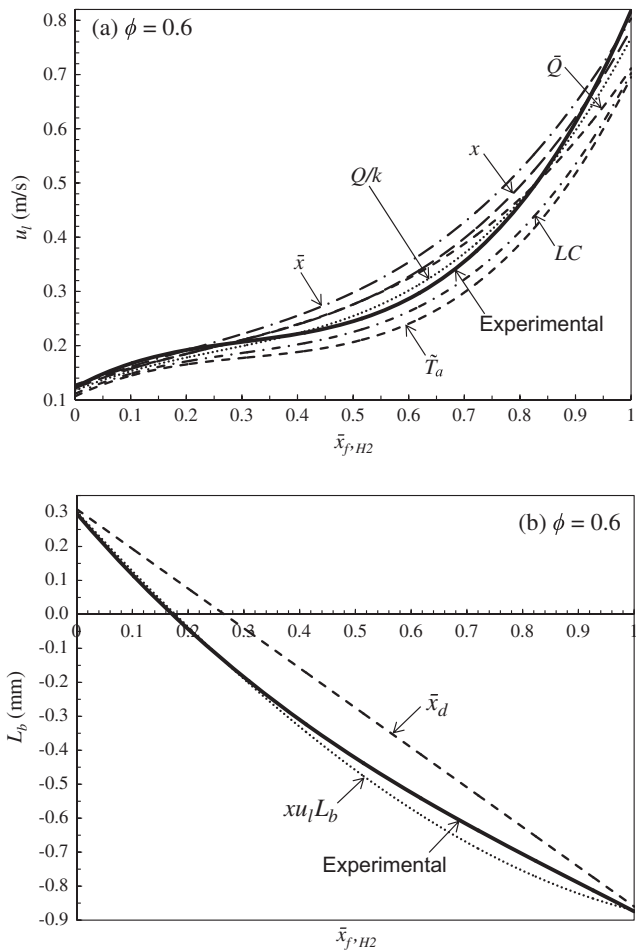 (a) ϕ = 0.6
0.8
0.7
0.6
0.5
0.4
0.3
0.2
0.1
u_l (m/s)
Q̄
x
Q/k
x̄
LC
Experimental
T̃_a
0 0.1 0.2 0.3 0.4 0.5 0.6 0.7 0.8 0.9 1
x̄_f,H2
(b) ϕ = 0.6
0.3
0.2
0.1
0.0
-0.1
-0.2
-0.3
-0.4
-0.5
-0.6
-0.7
-0.8
-0.9
L_b (mm)
0 0.1 0.2 0.3 0.4 0.5 0.6 0.7 0.8 0.9 1
x̄_d
xu_lL_b
Experimental
x̄_f,H2